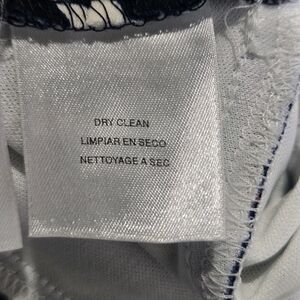 DRY CLEAN
LIMPIAR EN SECO
NETTOYAGE A SEC